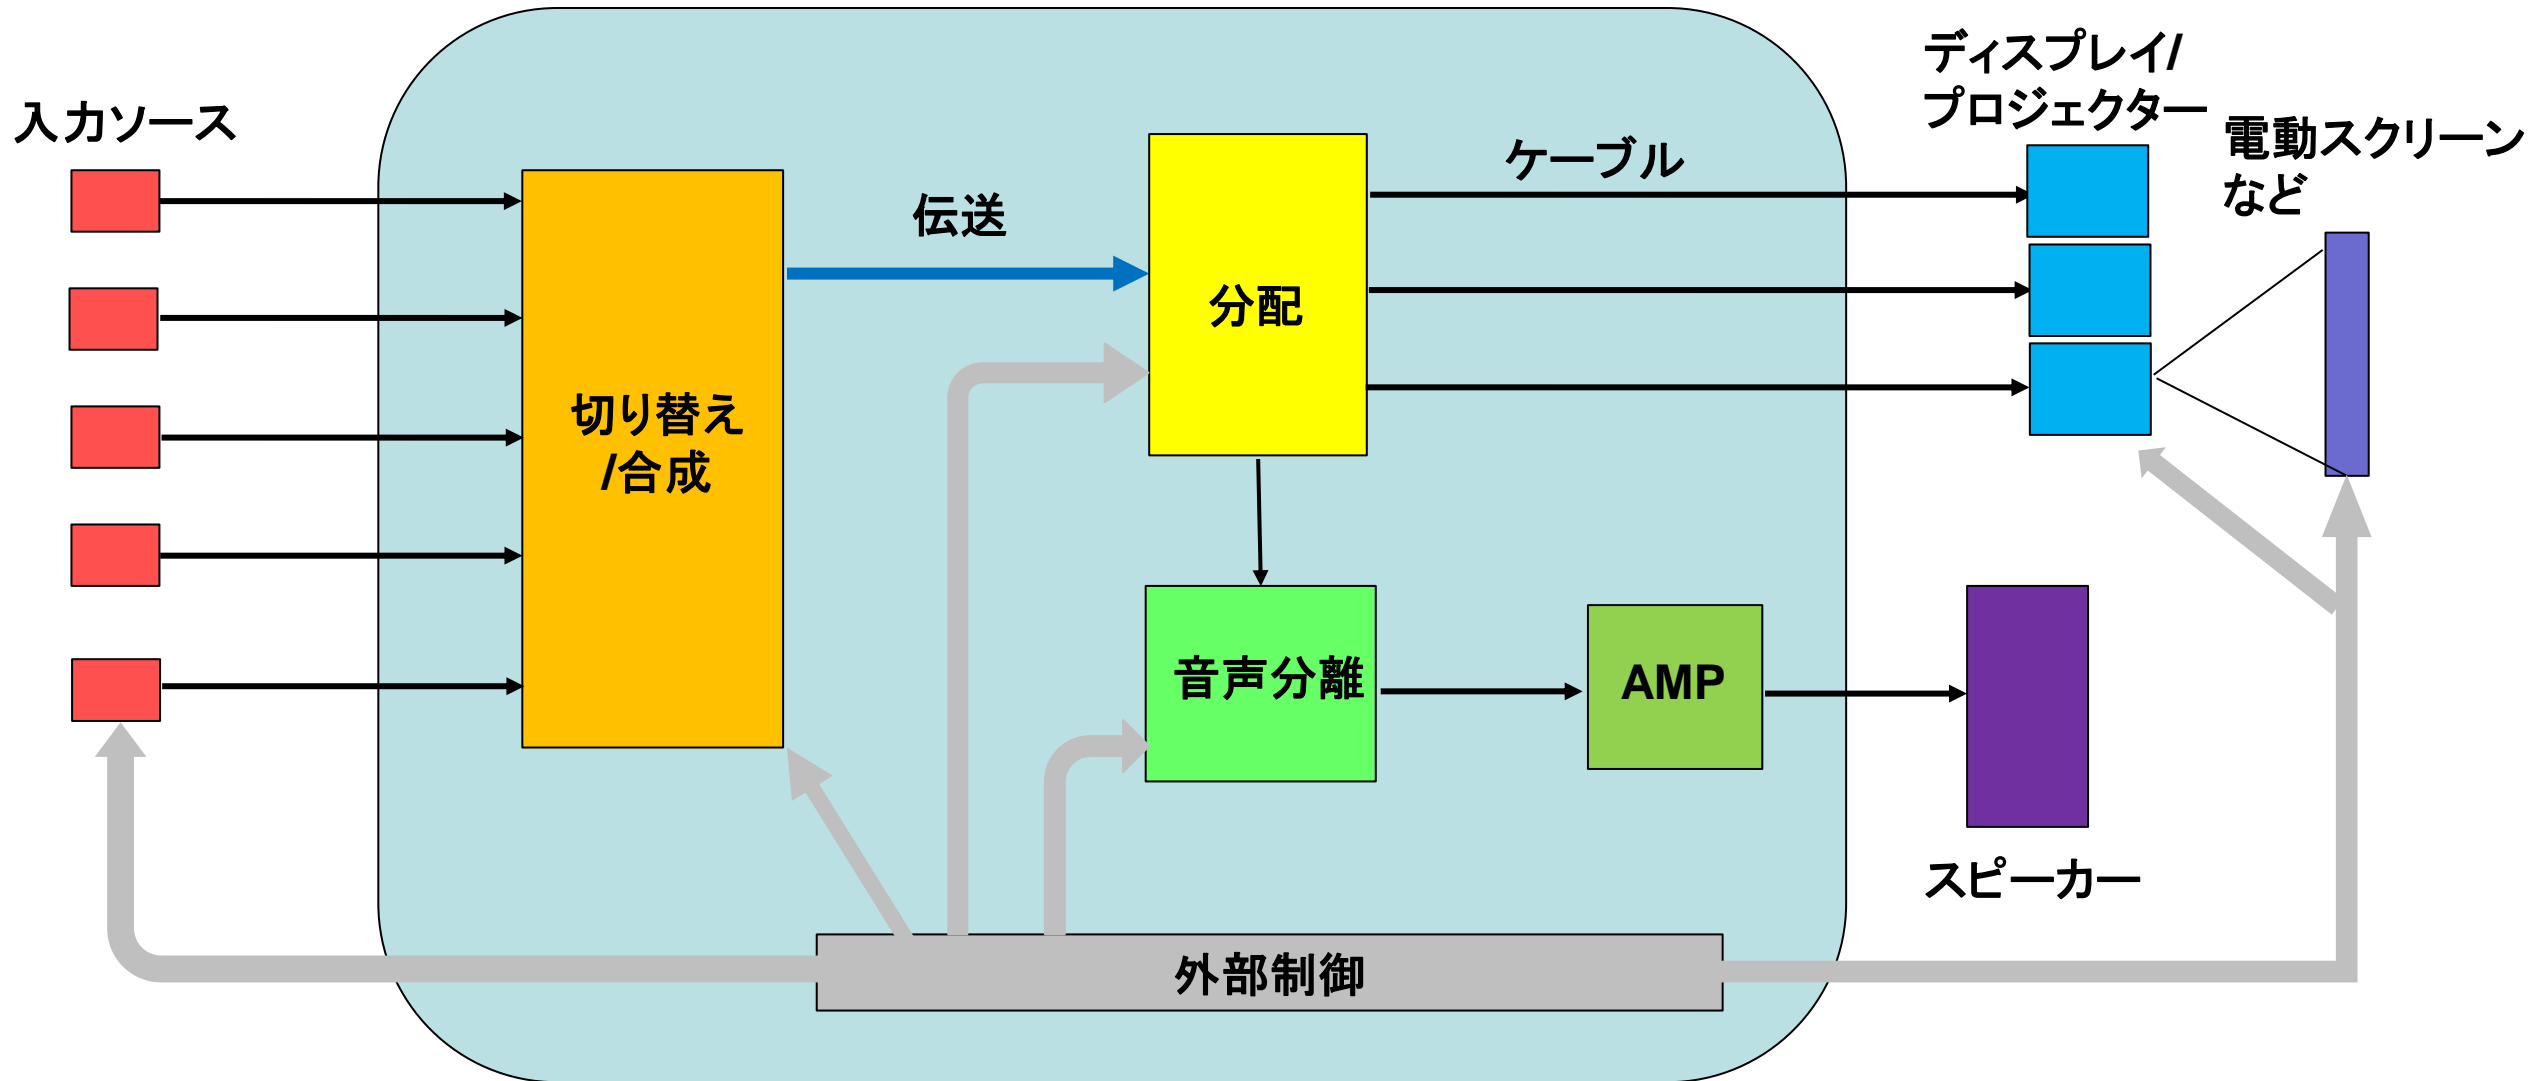 入力ソース
伝送
ケーブル
ディスプレイ/
プロジェクター
電動スクリーン
など
切り替え
/合成
分配
音声分離
AMP
スピーカー
外部制御